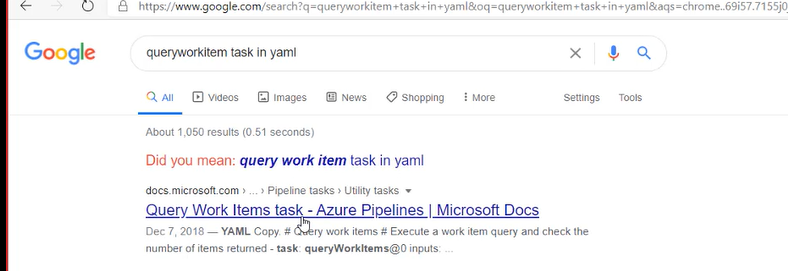 https://www.google.com/search?q=queryworkitem+task+in+yaml&oq=queryworkitem+task+in+yaml&aqs=chrome..69i57.7155j0
Google
queryworkitem task in yaml
All Videos Images News Shopping More Settings Tools
About 1,050 results (0.51 seconds)
Did you mean: query work item task in yaml
docs.microsoft.com › ... › Pipeline tasks › Utility tasks
Query Work Items task - Azure Pipelines | Microsoft Docs
Dec 7, 2018 — YAML Copy. # Query work items # Execute a work item query and check the
number of items returned - task: queryWorkItems@0 inputs: ...